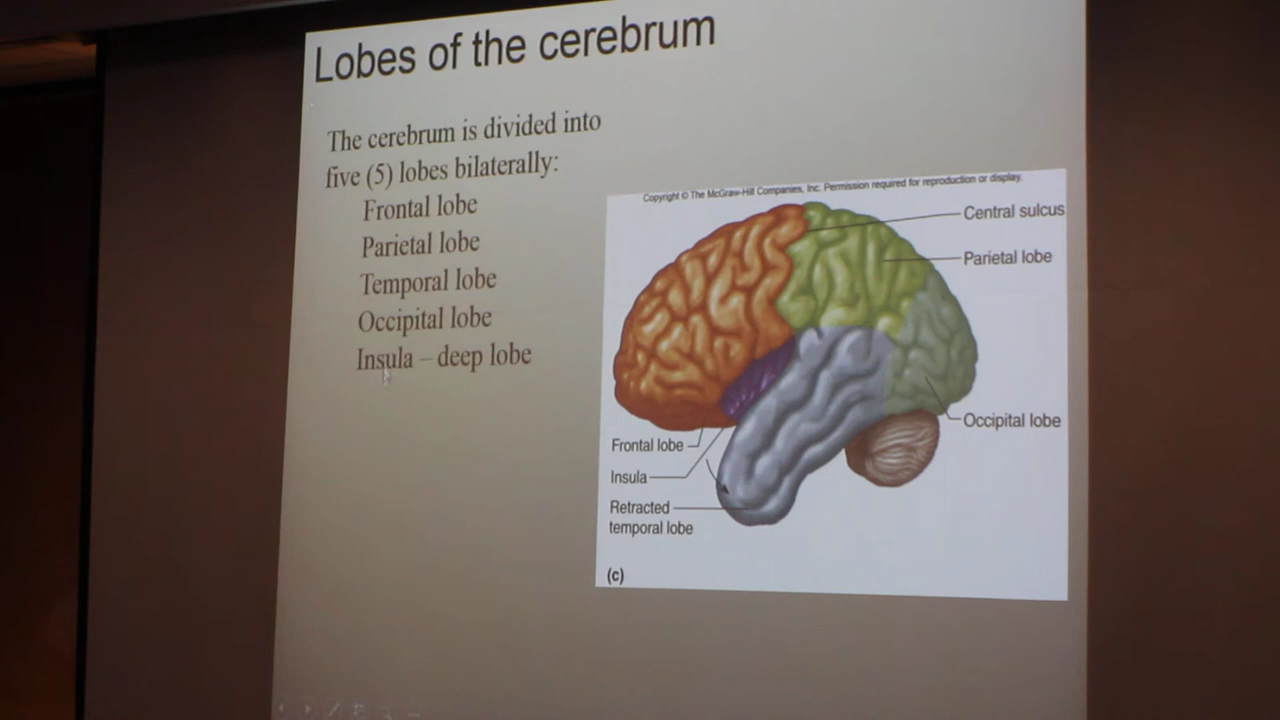 Lobes of the cerebrum
The cerebrum is divided into
five (5) lobes bilaterally:
Frontal lobe
Parietal lobe
Temporal lobe
Occipital lobe
Insula – deep lobe
Copyright © The McGraw-Hill Companies, Inc. Permission required for reproduction or display.
Central sulcus
Parietal lobe
Occipital lobe
Frontal lobe
Insula
Retracted
temporal lobe
(c)